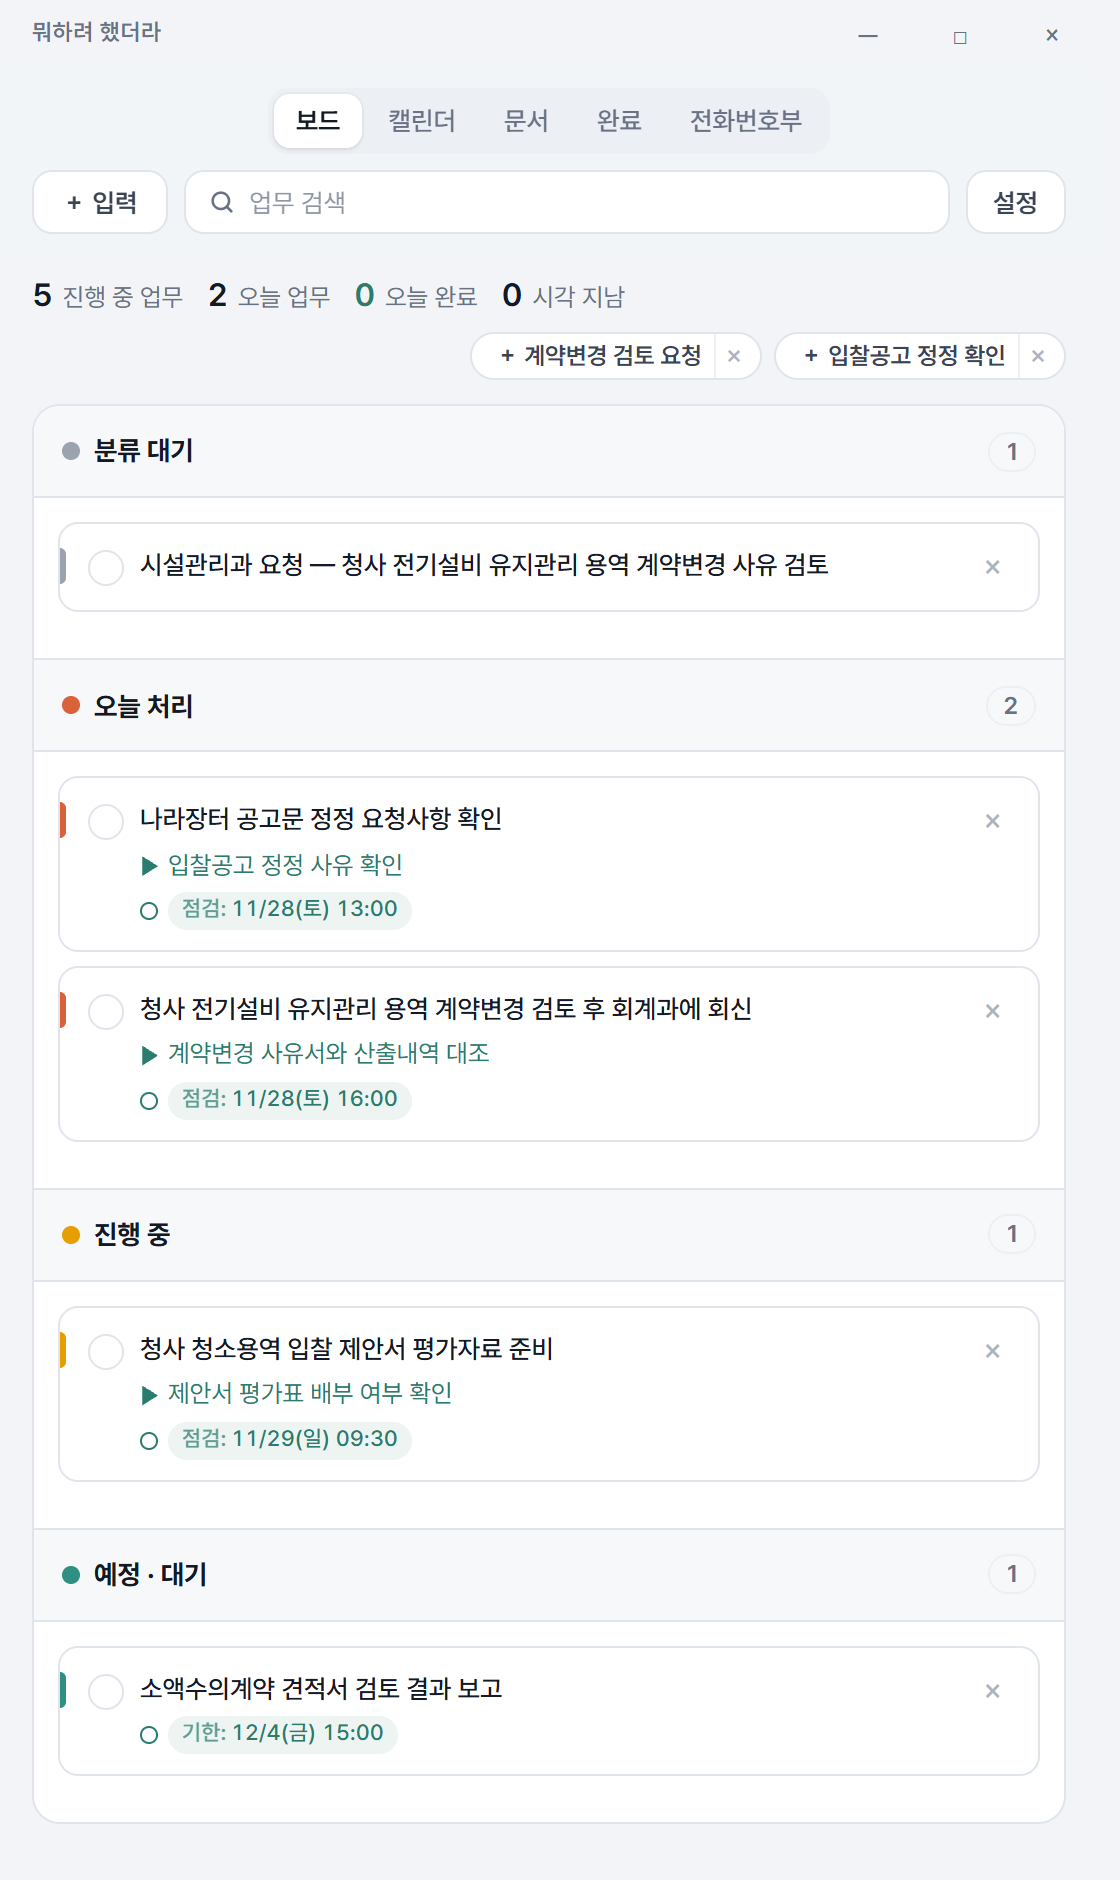 뭐하려 했더라
보드 캘린더 문서 완료 전화번호부
+ 입력 업무 검색 설정
5 진행 중 업무 2 오늘 업무 0 오늘 완료 0 시각 지남
+ 계약변경 검토 요청 × + 입찰공고 정정 확인 ×
분류 대기 1
시설관리과 요청 — 청사 전기설비 유지관리 용역 계약변경 사유 검토 ×
오늘 처리 2
나라장터 공고문 정정 요청사항 확인 ×
▶ 입찰공고 정정 사유 확인
점검: 11/28(토) 13:00
청사 전기설비 유지관리 용역 계약변경 검토 후 회계과에 회신 ×
▶ 계약변경 사유서와 산출내역 대조
점검: 11/28(토) 16:00
진행 중 1
청사 청소용역 입찰 제안서 평가자료 준비 ×
▶ 제안서 평가표 배부 여부 확인
점검: 11/29(일) 09:30
예정 · 대기 1
소액수의계약 견적서 검토 결과 보고 ×
기한: 12/4(금) 15:00